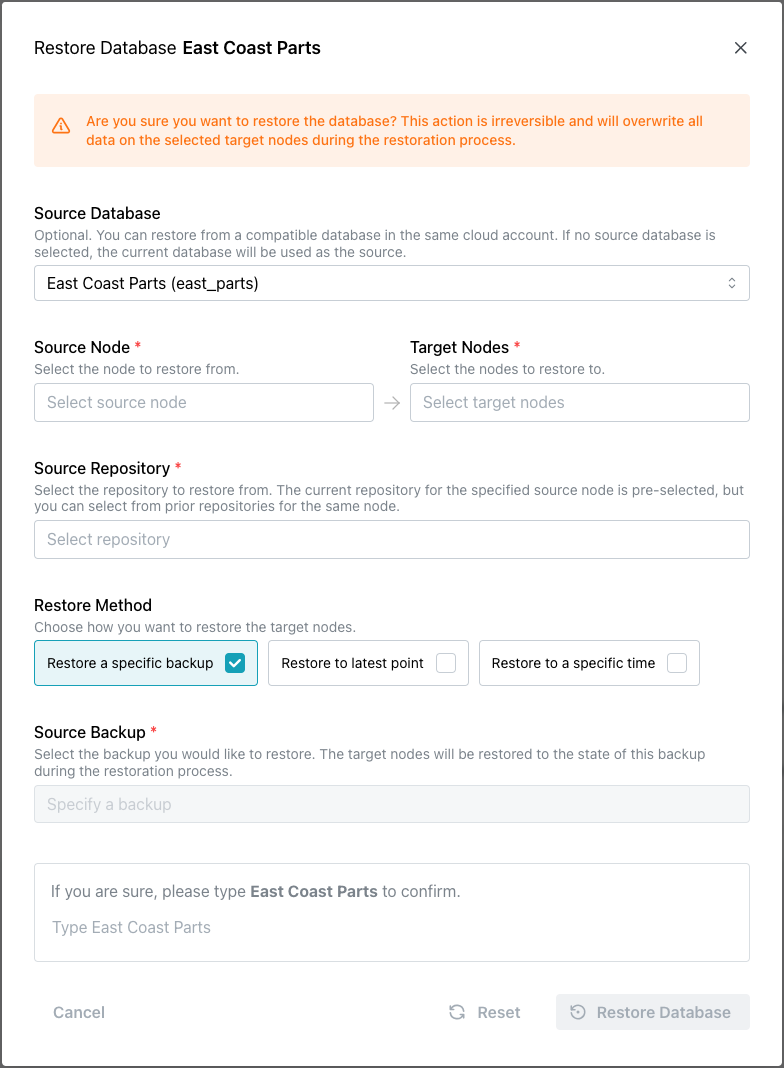 Restore Database East Coast Parts
Are you sure you want to restore the database? This action is irreversible and will overwrite all
data on the selected target nodes during the restoration process.
Source Database
Optional. You can restore from a compatible database in the same cloud account. If no source database is
selected, the current database will be used as the source.
East Coast Parts (east_parts)
Source Node *
Select the node to restore from.
Select source node
Target Nodes *
Select the nodes to restore to.
Select target nodes
Source Repository *
Select the repository to restore from. The current repository for the specified source node is pre-selected, but
you can select from prior repositories for the same node.
Select repository
Restore Method
Choose how you want to restore the target nodes.
Restore a specific backup
Restore to latest point
Restore to a specific time
Source Backup *
Select the backup you would like to restore. The target nodes will be restored to the state of this backup
during the restoration process.
Specify a backup
If you are sure, please type East Coast Parts to confirm.
Type East Coast Parts
Cancel
Reset
Restore Database